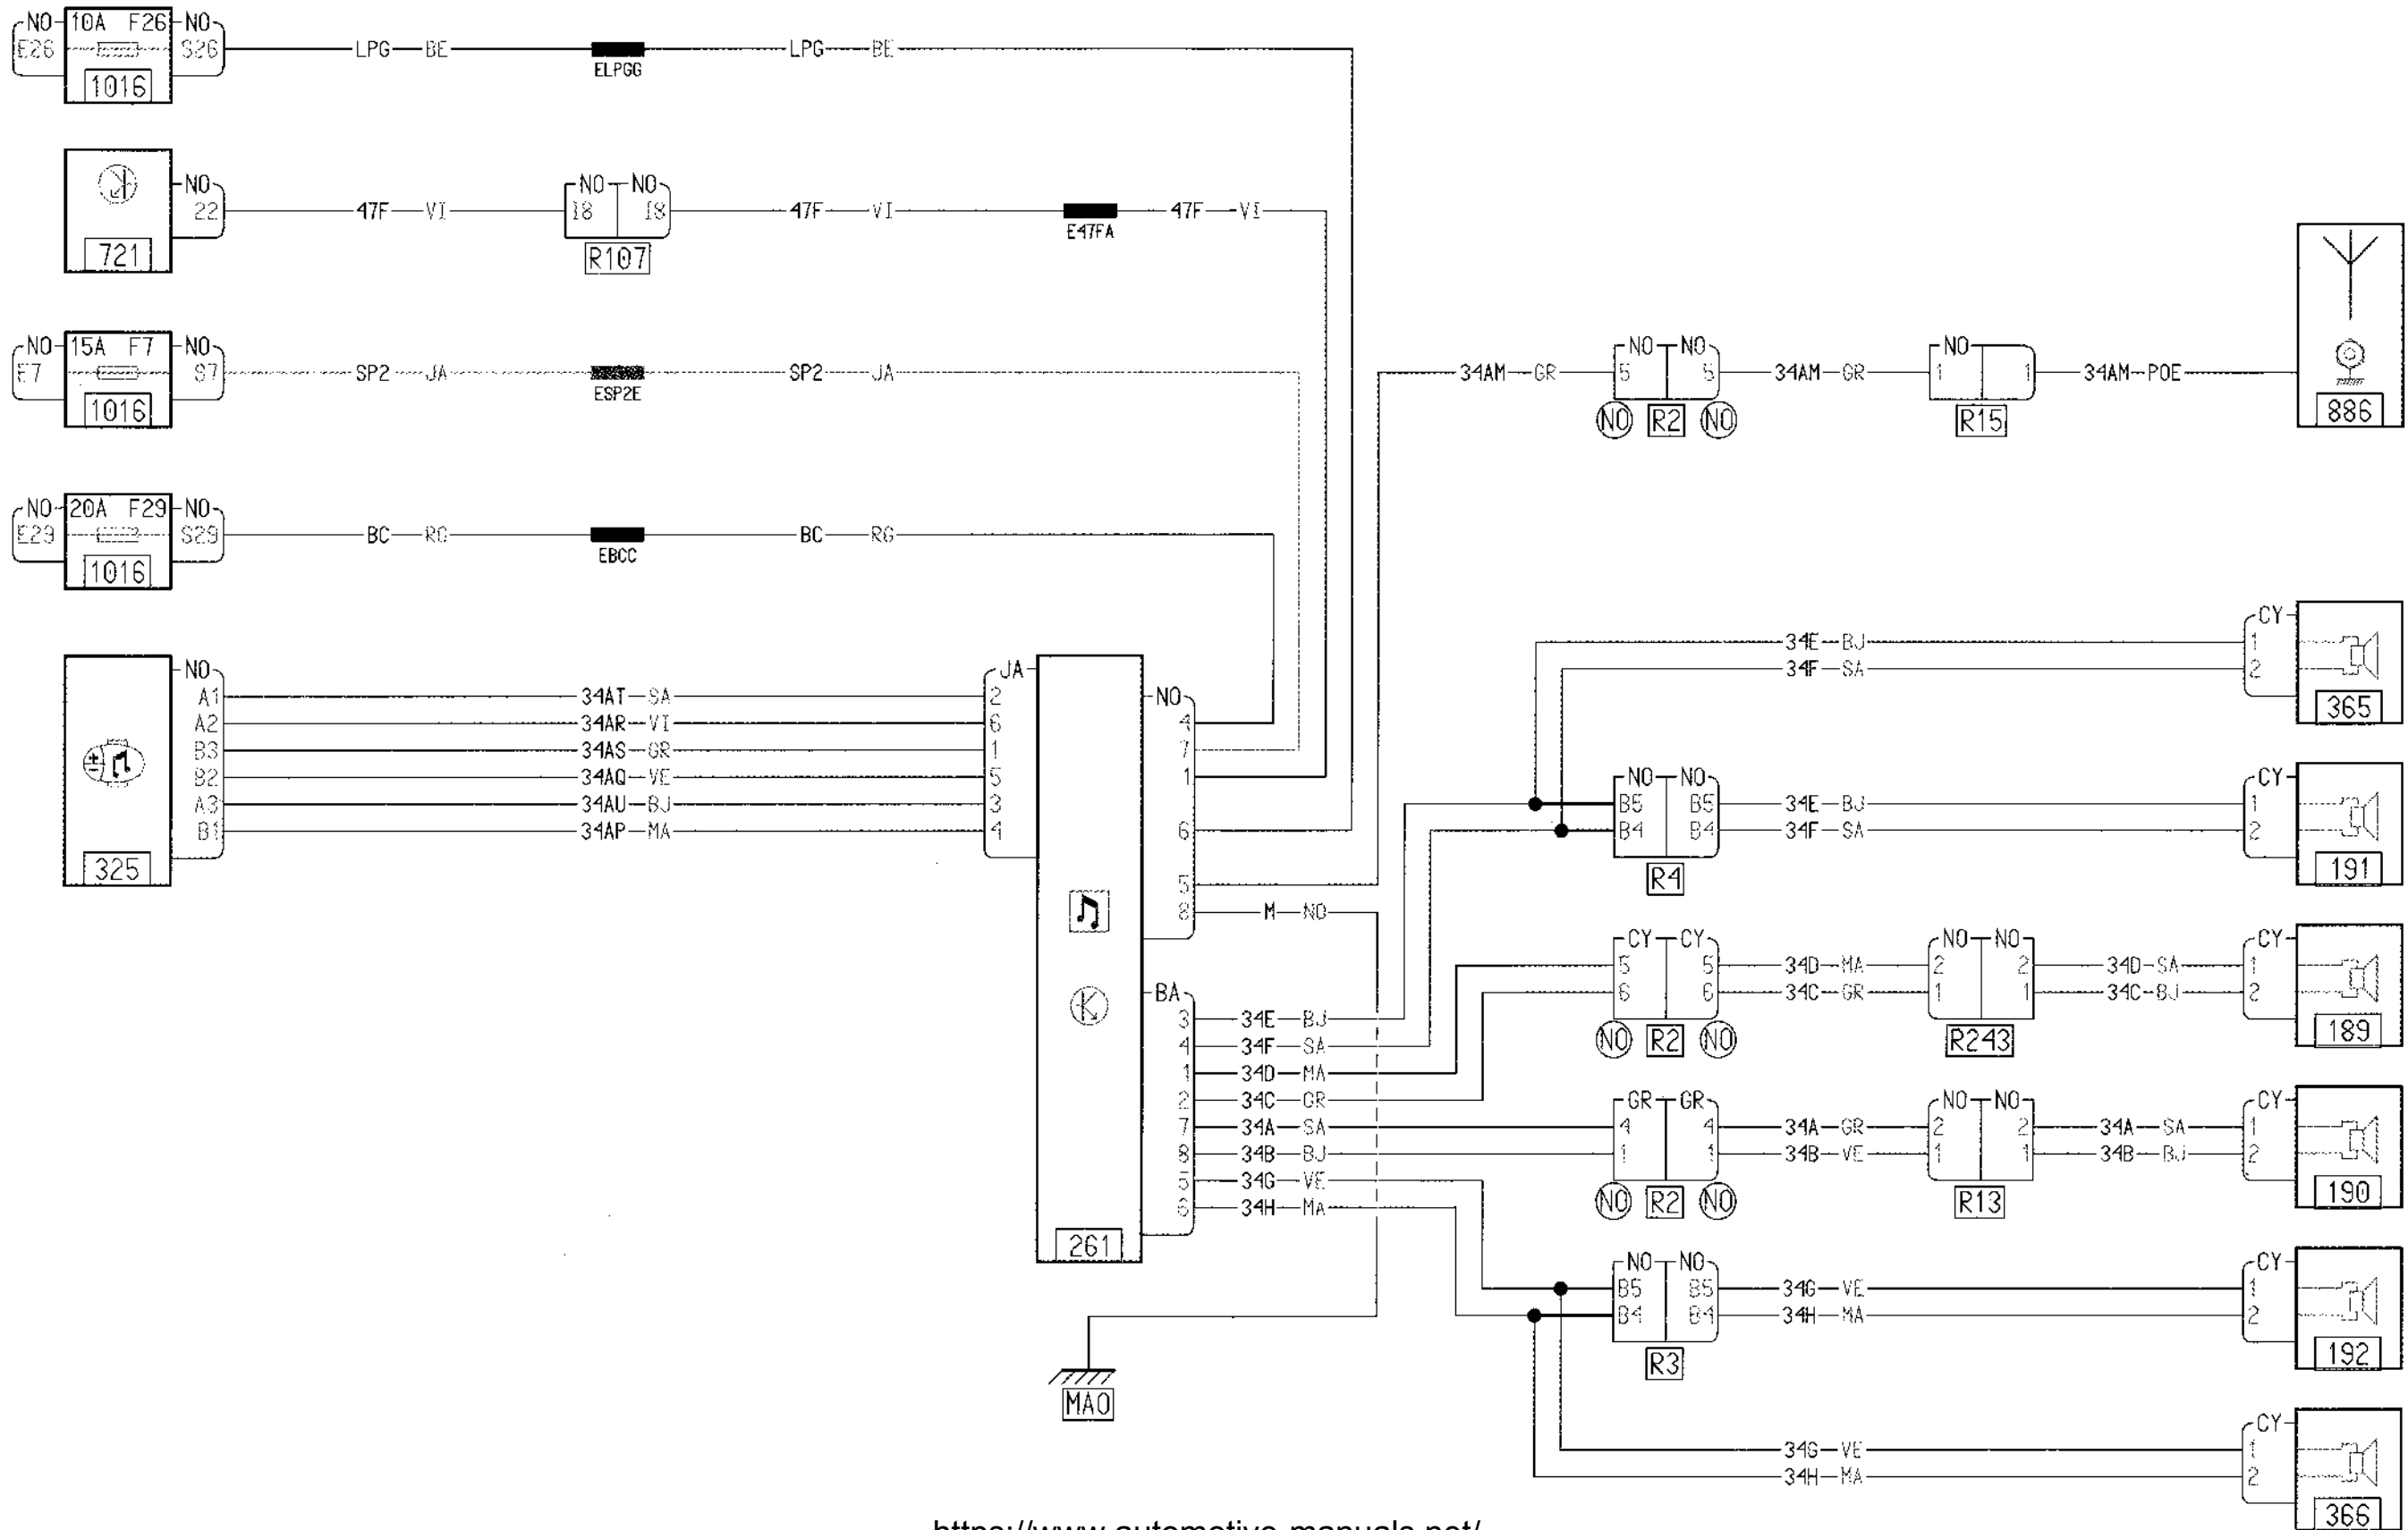 NO 10A F26 NO
E26 S26 LPG BE LPG BE
ELPGG
1016
NO
22 47F VI
721
NO NO
18 18 47F VI 47F VI
R107
E47FA
NO 15A F7 NO
E7 S7 SP2 JA SP2 JA
ESP2E
1016
NO 20A F29 NO
E29 S29 BC RG BC RG
EBCC
1016
NO JA
A1 34AT SA 2
A2 34AR VI 6
B3 34AS GR 1
B2 34AQ VE 5
A3 34AU BJ 3
B1 34AP MA 4
325
NO
4
7
1
6
5
8 M NO
BA
3 34E BJ
4 34F SA
1 34D MA
2 34C GR
7 34A SA
8 34B BJ
5 34G VE
6 34H MA
261
MAO
NO NO NO
34AM GR 5 5 34AM GR 1 1 34AM POE
NO R2 NO R15
886
CY
34E BJ 1
34F SA 2
365
NO NO CY
B5 B5 34E BJ 1
B4 B4 34F SA 2
R4
191
CY CY NO NO CY
5 5 34D MA 2 2 34D SA 1
6 6 34C GR 1 1 34C BJ 2
NO R2 NO R243
189
GR GR NO NO CY
4 4 34A GR 2 2 34A SA 1
1 1 34B VE 1 1 34B BJ 2
NO R2 NO R13
190
NO NO CY
B5 B5 34G VE 1
B4 B4 34H MA 2
R3
192
CY
34G VE 1
34H MA 2
366
https://www.automotive-manuals.net/